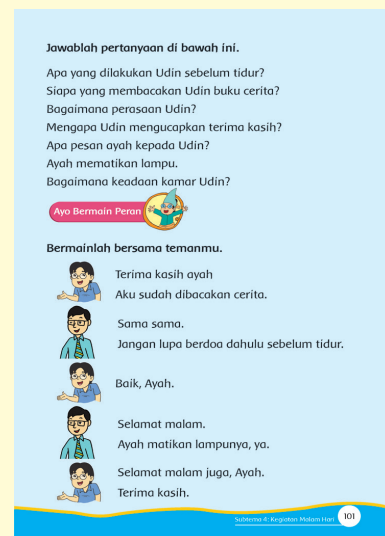 Jawablah pertanyaan di bawah ini.
Apa yang dilakukan Udin sebelum tidur?
Siapa yang membacakan Udin buku cerita?
Bagaimana perasaan Udin?
Mengapa Udin mengucapkan terima kasih?
Apa pesan ayah kepada Udin?
Ayah mematikan lampu.
Bagaimana keadaan kamar Udin?
Ayo Bermain Peran
Bermainlah bersama temanmu.
Terima kasih ayah
Aku sudah dibacakan cerita.
Sama sama.
Jangan lupa berdoa dahulu sebelum tidur.
Baik, Ayah.
Selamat malam.
Ayah matikan lampunya, ya.
Selamat malam juga, Ayah.
Terima kasih.
Subtema 4: Kegiatan Malam Hari 101